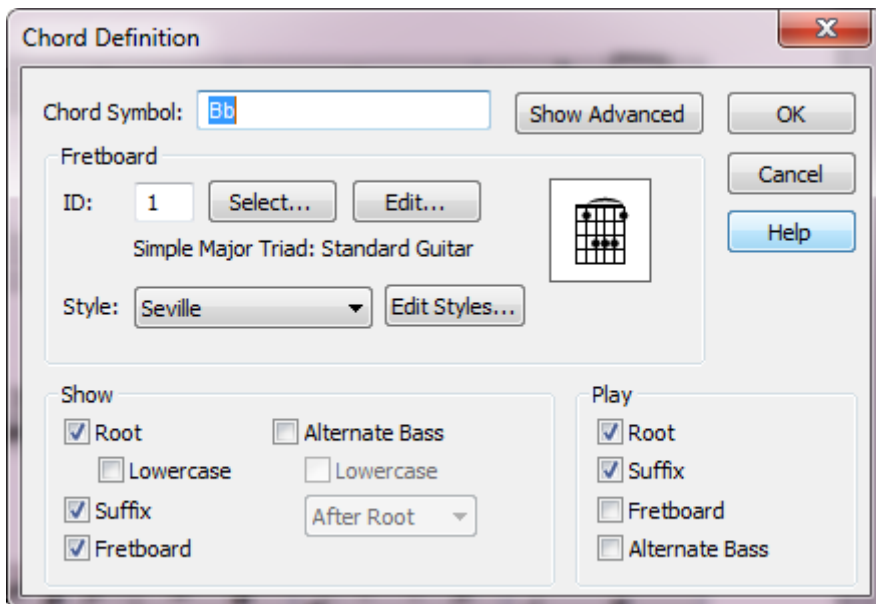 Chord Definition
Chord Symbol: Bb Show Advanced OK
Fretboard Cancel
ID: 1 Select... Edit... Help
Simple Major Triad: Standard Guitar
Style: Seville Edit Styles...
Show
Root Alternate Bass
Lowercase Lowercase
Suffix After Root
Fretboard
Play
Root
Suffix
Fretboard
Alternate Bass